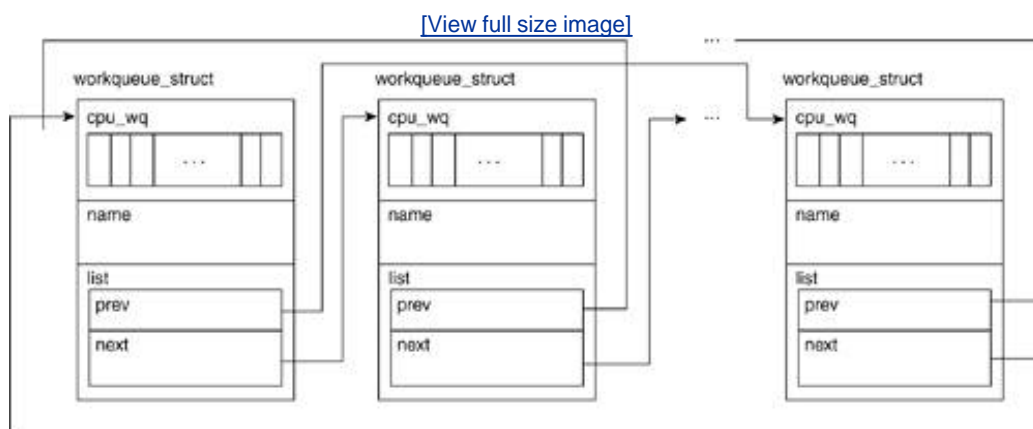 [View full size image]
...
workqueue_struct
cpu_wq
...
name
list
prev
next
workqueue_struct
cpu_wq
...
name
list
prev
next
...
workqueue_struct
cpu_wq
...
name
list
prev
next